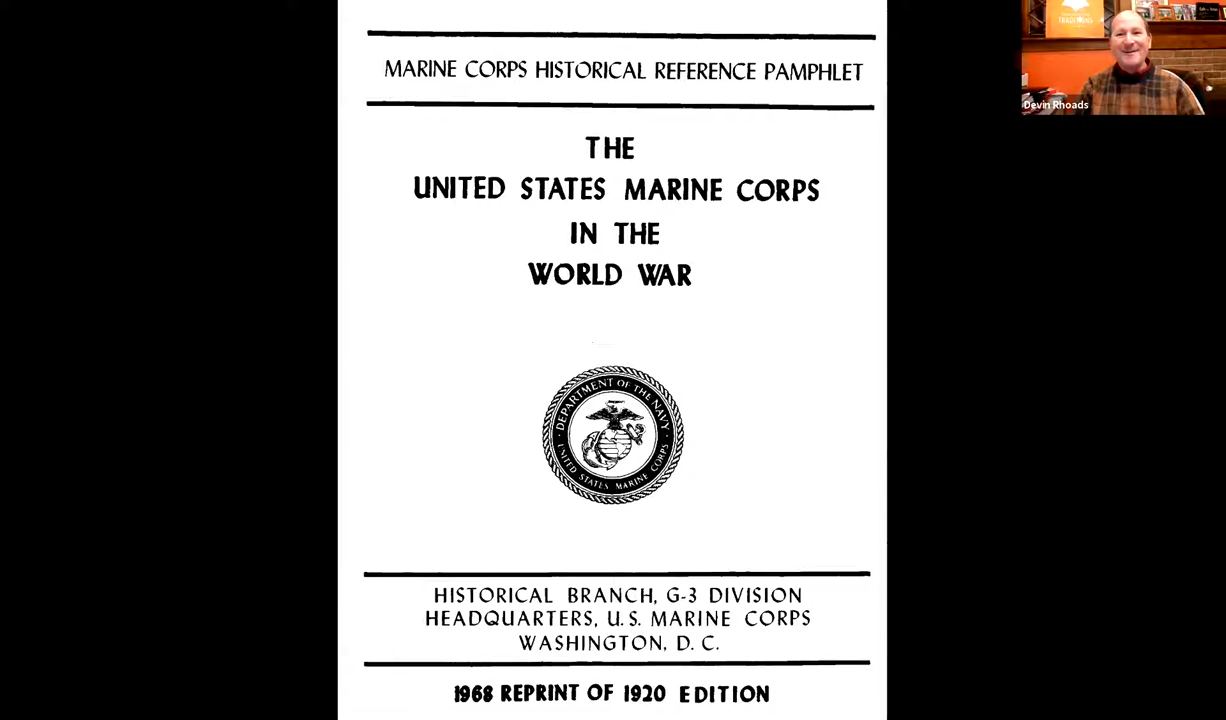 MARINE CORPS HISTORICAL REFERENCE PAMPHLET
THE
UNITED STATES MARINE CORPS
IN THE
WORLD WAR
DEPARTMENT OF THE NAVY
UNITED STATES MARINE CORPS
HISTORICAL BRANCH, G-3 DIVISION
HEADQUARTERS, U.S. MARINE CORPS
WASHINGTON, D. C.
1968 REPRINT OF 1920 EDITION
Devin Rhoads